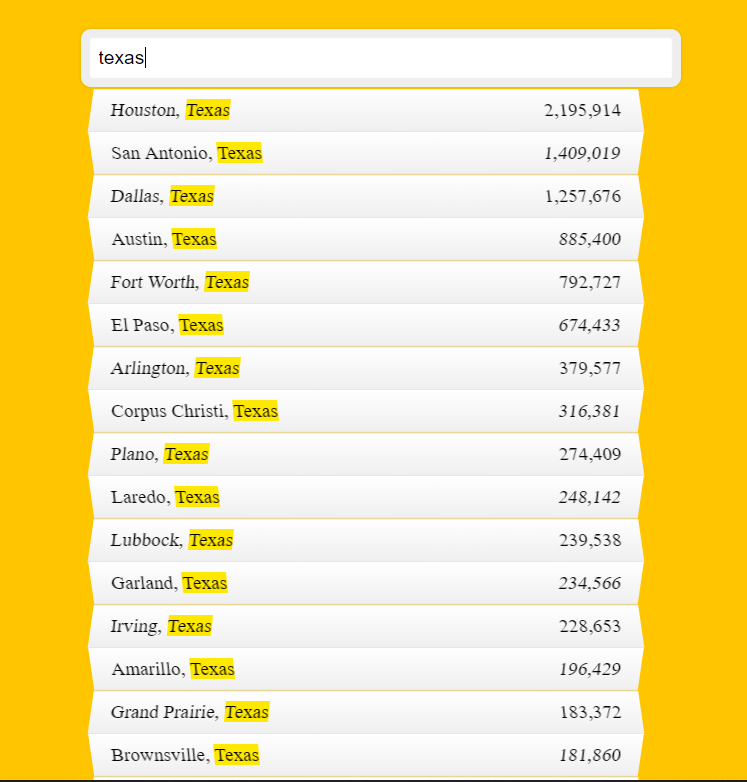 texas
Houston, Texas 2,195,914
San Antonio, Texas 1,409,019
Dallas, Texas 1,257,676
Austin, Texas 885,400
Fort Worth, Texas 792,727
El Paso, Texas 674,433
Arlington, Texas 379,577
Corpus Christi, Texas 316,381
Plano, Texas 274,409
Laredo, Texas 248,142
Lubbock, Texas 239,538
Garland, Texas 234,566
Irving, Texas 228,653
Amarillo, Texas 196,429
Grand Prairie, Texas 183,372
Brownsville, Texas 181,860